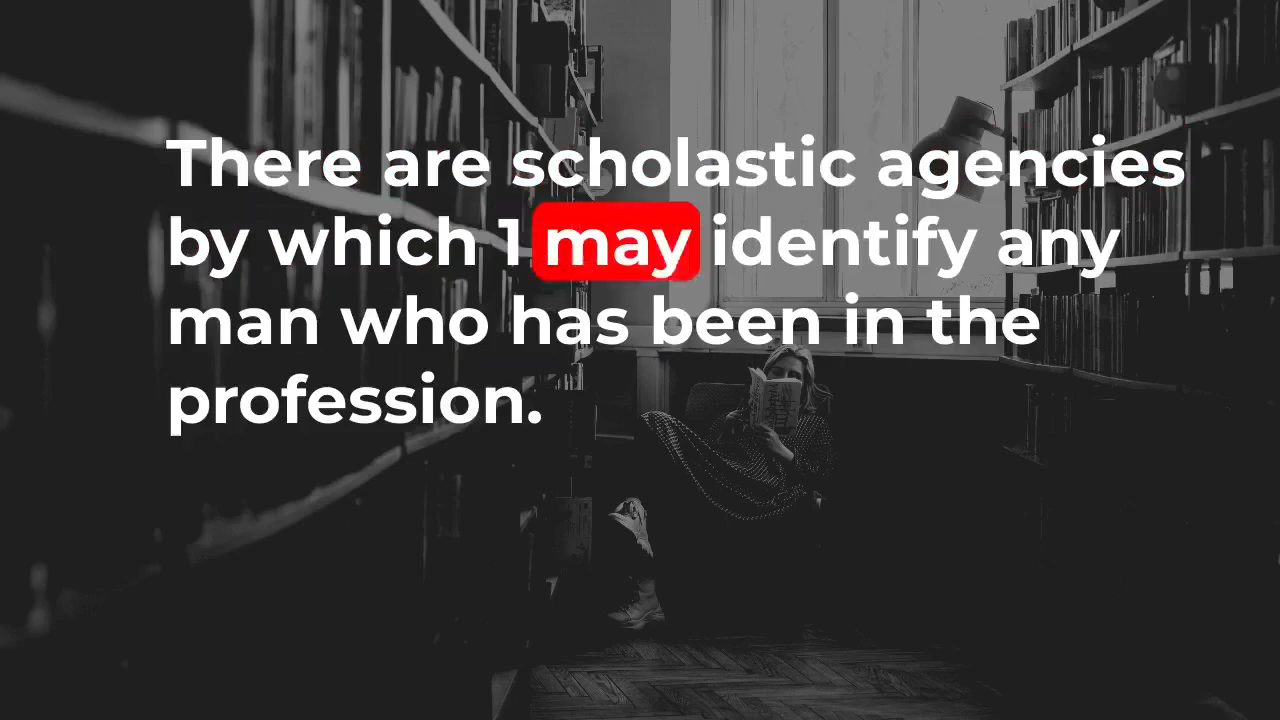 There are scholastic agencies
by which 1 may identify any
man who has been in the
profession.